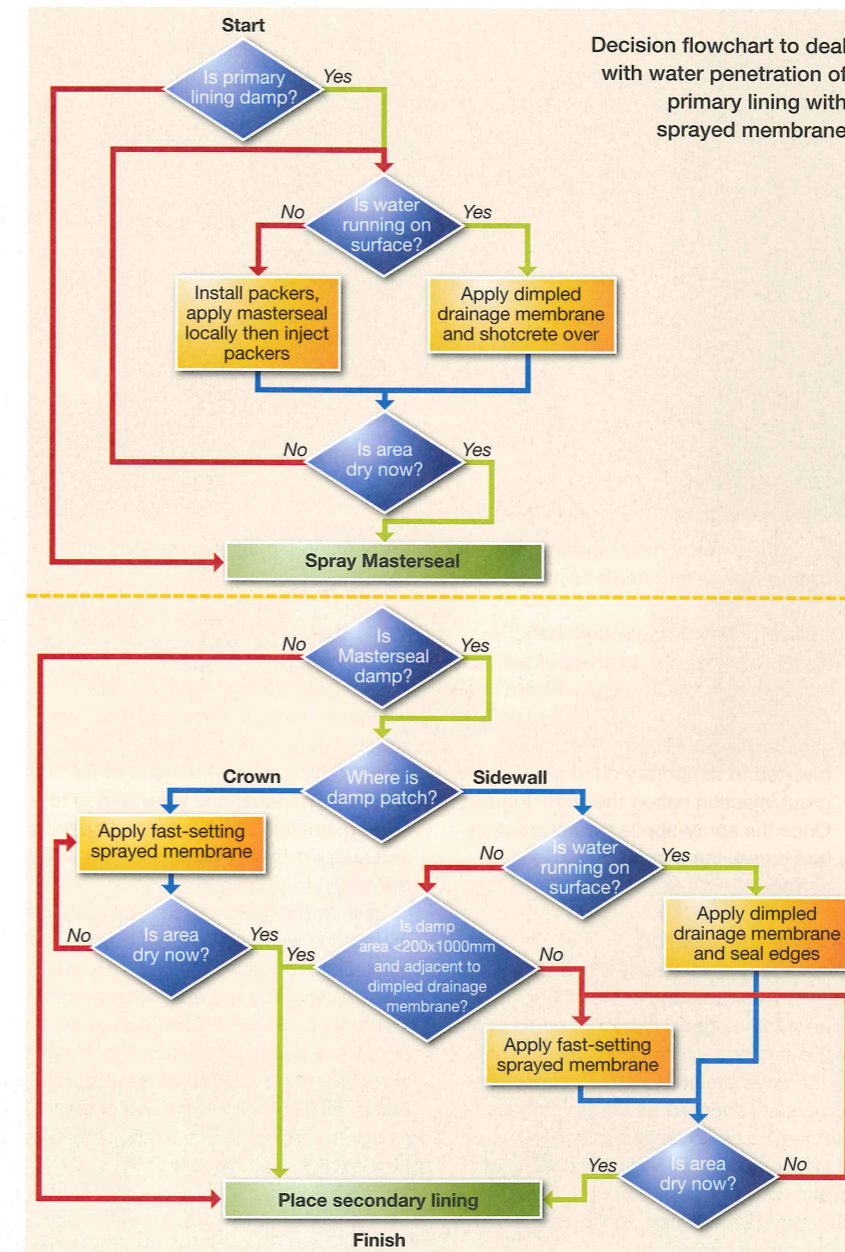 Start
Decision flowchart to deal
with water penetration of
primary lining with
sprayed membrane
Is primary
lining damp?
Yes
No
Is water
running on
surface?
Yes
Install packers,
apply masterseal
locally then inject
packers
Apply dimpled
drainage membrane
and shotcrete over
No
Is area
dry now?
Yes
Spray Masterseal
No
Is
Masterseal
damp?
Yes
Crown
Where is
damp patch?
Sidewall
Apply fast-setting
sprayed membrane
No
Is water
running on
surface?
Yes
No
Is area
dry now?
Yes
Yes
Is damp
area <200x1000mm
and adjacent to
dimpled drainage
membrane?
No
Apply dimpled
drainage membrane
and seal edges
Apply fast-setting
sprayed membrane
Yes
Is area
dry now?
No
Place secondary lining
Finish